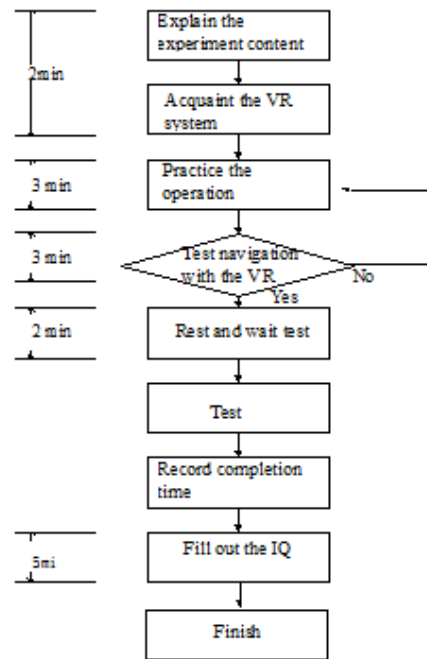 Explain the
experiment content
2min
Acquaint the VR
system
Practice the
operation
3 min
Test navigation
with the VR
3 min
No
Yes
Rest and wait test
2 min
Test
Record completion
time
Fill out the IQ
5mi
Finish